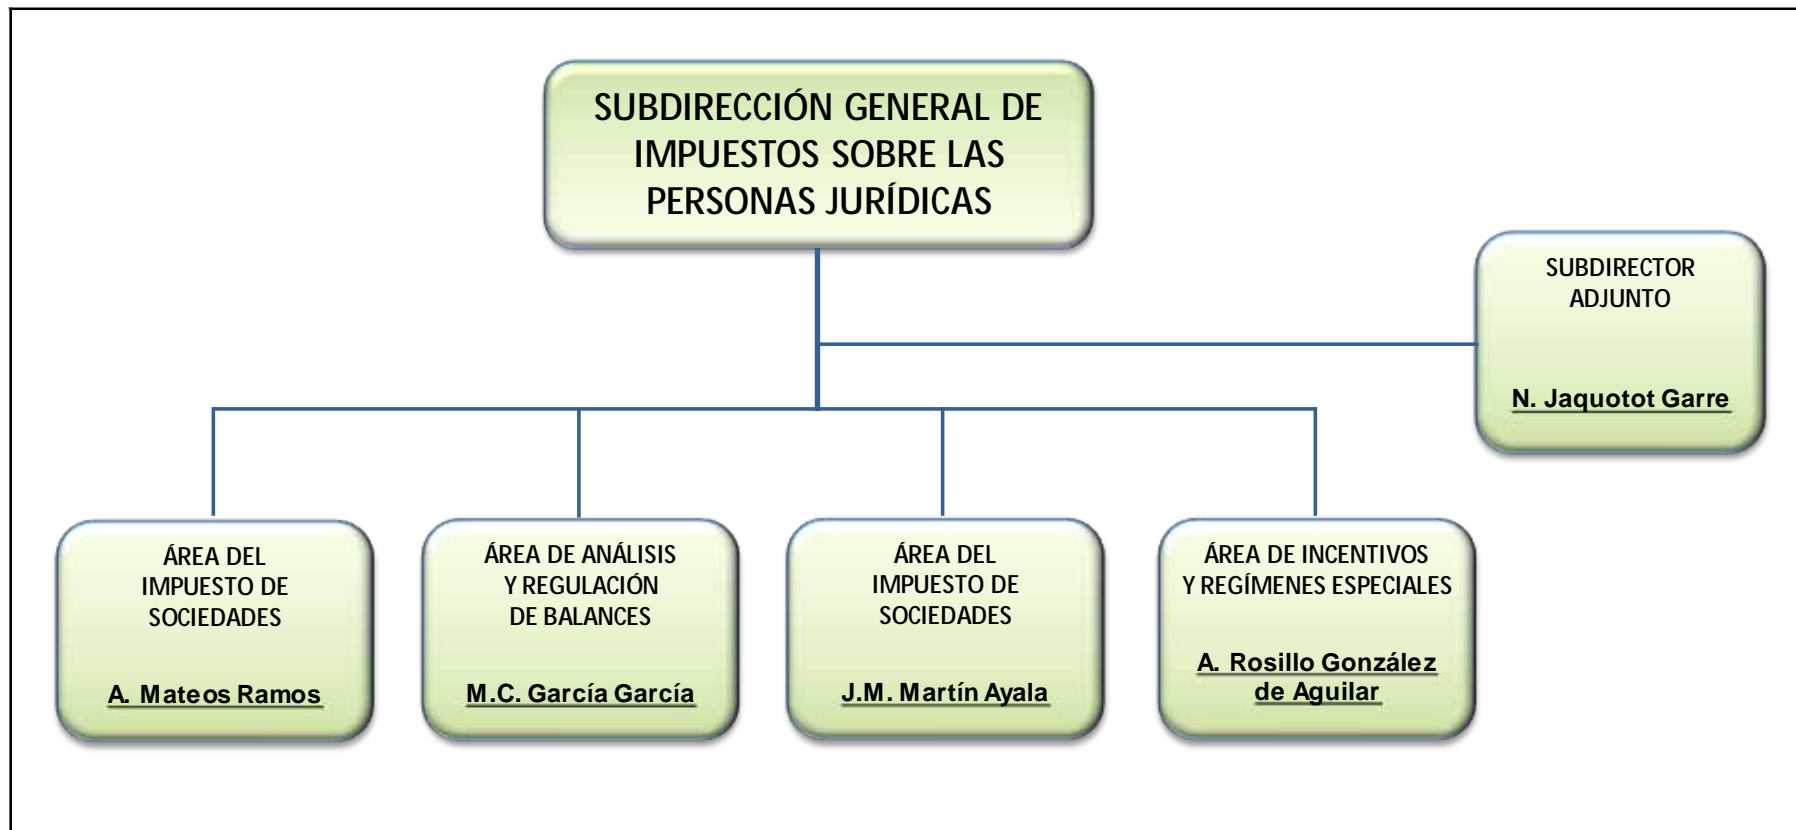 SUBDIRECCIÓN GENERAL DE
IMPUESTOS SOBRE LAS
PERSONAS JURÍDICAS
SUBDIRECTOR
ADJUNTO
N. Jaquotot Garre
ÁREA DEL
IMPUESTO DE
SOCIEDADES
A. Mateos Ramos
ÁREA DE ANÁLISIS
Y REGULACIÓN
DE BALANCES
M.C. García García
ÁREA DEL
IMPUESTO DE
SOCIEDADES
J.M. Martín Ayala
ÁREA DE INCENTIVOS
Y REGÍMENES ESPECIALES
A. Rosillo González
de Aguilar